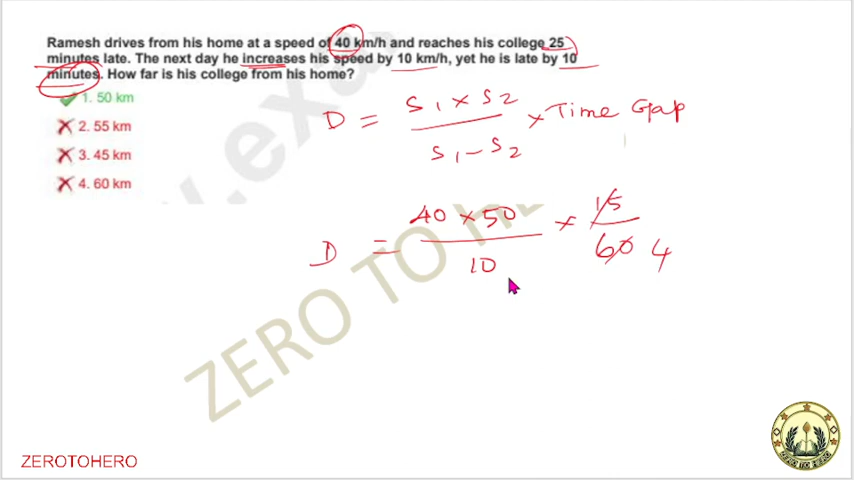 Ramesh drives from his home at a speed of 40 km/h and reaches his college 25
minutes late. The next day he increases his speed by 10 km/h, yet he is late by 10
minutes. How far is his college from his home?
1. 50 km
2. 55 km
3. 45 km
4. 60 km
D = S1 × S2 / S1 - S2 × Time Gap
D = 40 × 50 / 10 × 15 / 60 4
ZERO TO HE
ZEROTOHERO